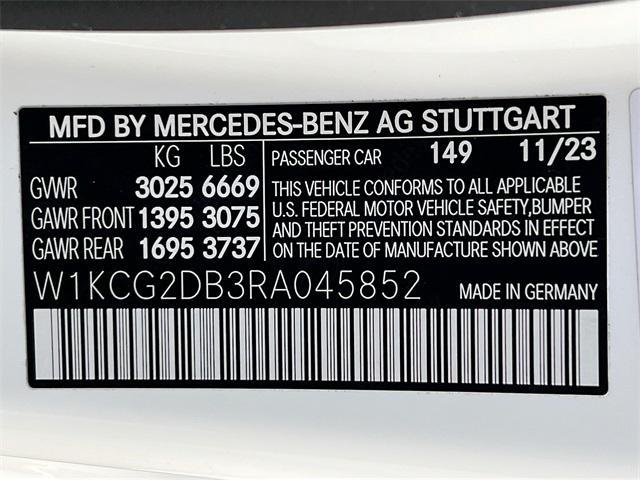 MFD BY MERCEDES-BENZ AG STUTTGART
KG LBS
GVWR 3025 6669
GAWR FRONT 1395 3075
GAWR REAR 1695 3737
PASSENGER CAR 149 11/23
THIS VEHICLE CONFORMS TO ALL APPLICABLE
U.S. FEDERAL MOTOR VEHICLE SAFETY,BUMPER
AND THEFT PREVENTION STANDARDS IN EFFECT
ON THE DATE OF MANUFACTURE SHOWN ABOVE
W1KCG2DB3RA045852 MADE IN GERMANY